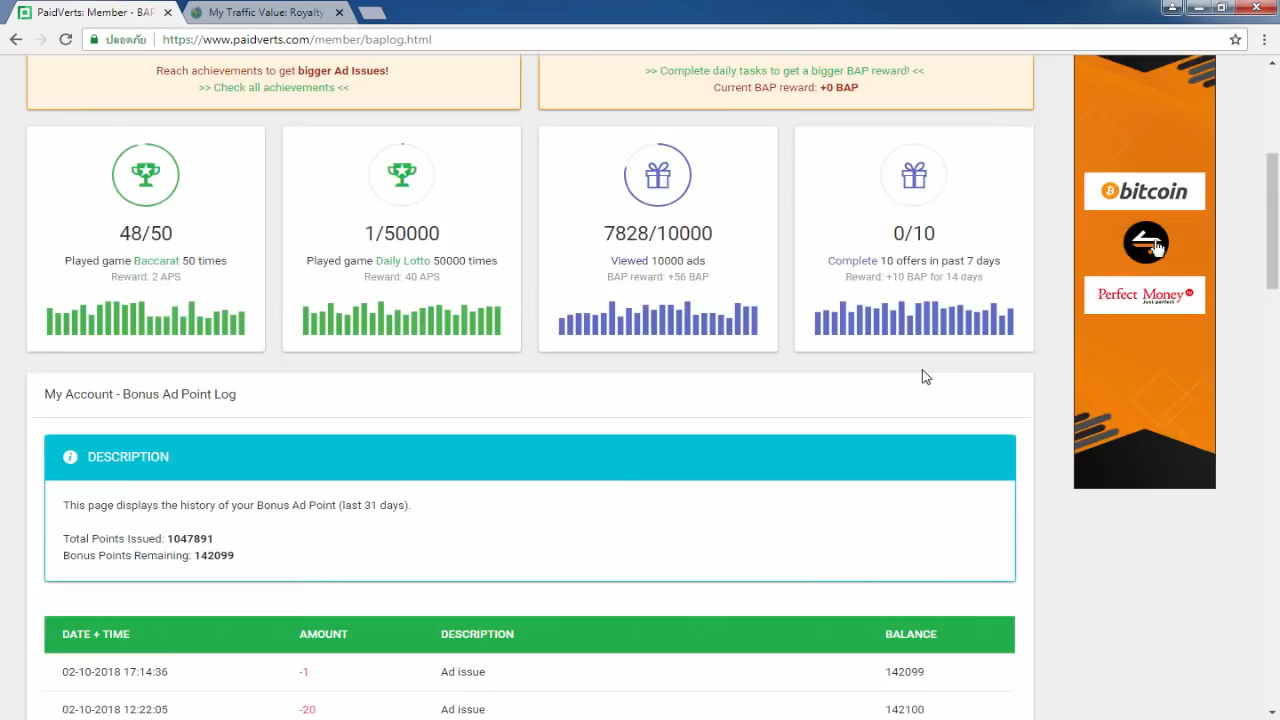 PaidVerts: Member - BAP
My Traffic Value: Royalty
ปลอดภัย
https://www.paidverts.com/member/baplog.html
Reach achievements to get bigger Ad Issues!
>> Check all achievements <<
>> Complete daily tasks to get a bigger BAP reward! <<
Current BAP reward: +0 BAP
48/50
Played game Baccarat 50 times
Reward: 2 APS
1/50000
Played game Daily Lotto 50000 times
Reward: 40 APS
7828/10000
Viewed 10000 ads
BAP reward: +56 BAP
0/10
Complete 10 offers in past 7 days
Reward: +10 BAP for 14 days
bitcoin
Perfect Money
Just perfect
My Account - Bonus Ad Point Log
DESCRIPTION
This page displays the history of your Bonus Ad Point (last 31 days).
Total Points Issued: 1047891
Bonus Points Remaining: 142099
DATE + TIME AMOUNT DESCRIPTION BALANCE
02-10-2018 17:14:36 -1 Ad issue 142099
02-10-2018 12:22:05 -20 Ad issue 142100